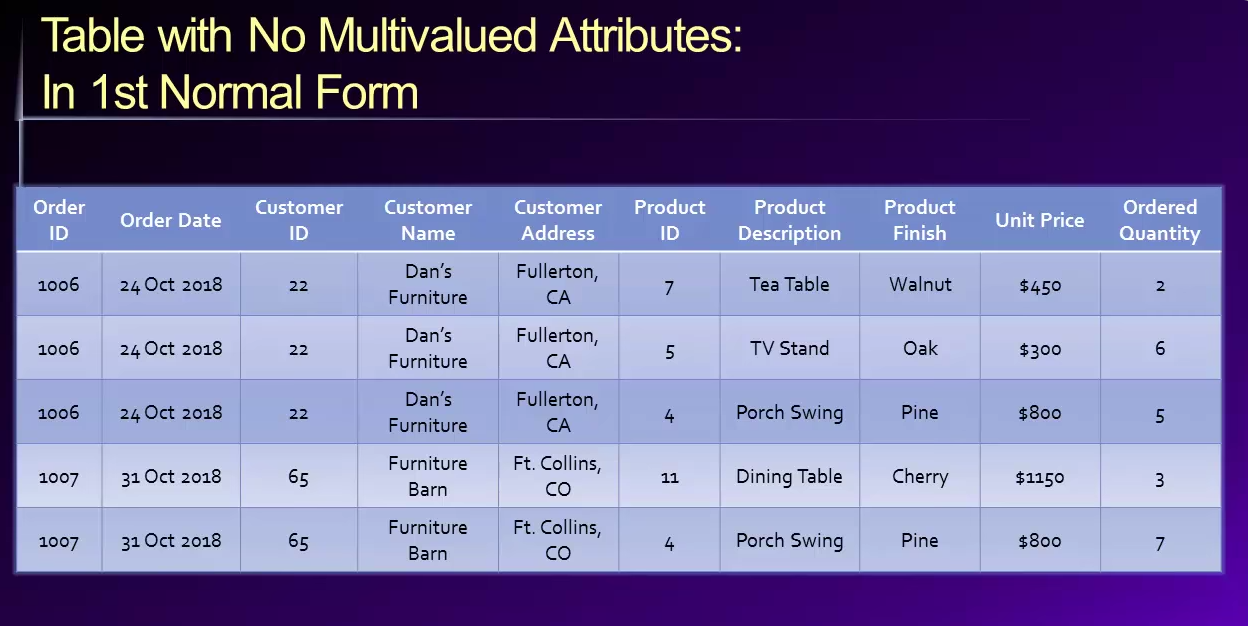 Table with No Multivalued Attributes:
In 1st Normal Form
Order ID | Order Date | Customer ID | Customer Name | Customer Address | Product ID | Product Description | Product Finish | Unit Price | Ordered Quantity
1006 | 24 Oct 2018 | 22 | Dan’s Furniture | Fullerton, CA | 7 | Tea Table | Walnut | $450 | 2
1006 | 24 Oct 2018 | 22 | Dan’s Furniture | Fullerton, CA | 5 | TV Stand | Oak | $300 | 6
1006 | 24 Oct 2018 | 22 | Dan’s Furniture | Fullerton, CA | 4 | Porch Swing | Pine | $800 | 5
1007 | 31 Oct 2018 | 65 | Furniture Barn | Ft. Collins, CO | 11 | Dining Table | Cherry | $1150 | 3
1007 | 31 Oct 2018 | 65 | Furniture Barn | Ft. Collins, CO | 4 | Porch Swing | Pine | $800 | 7